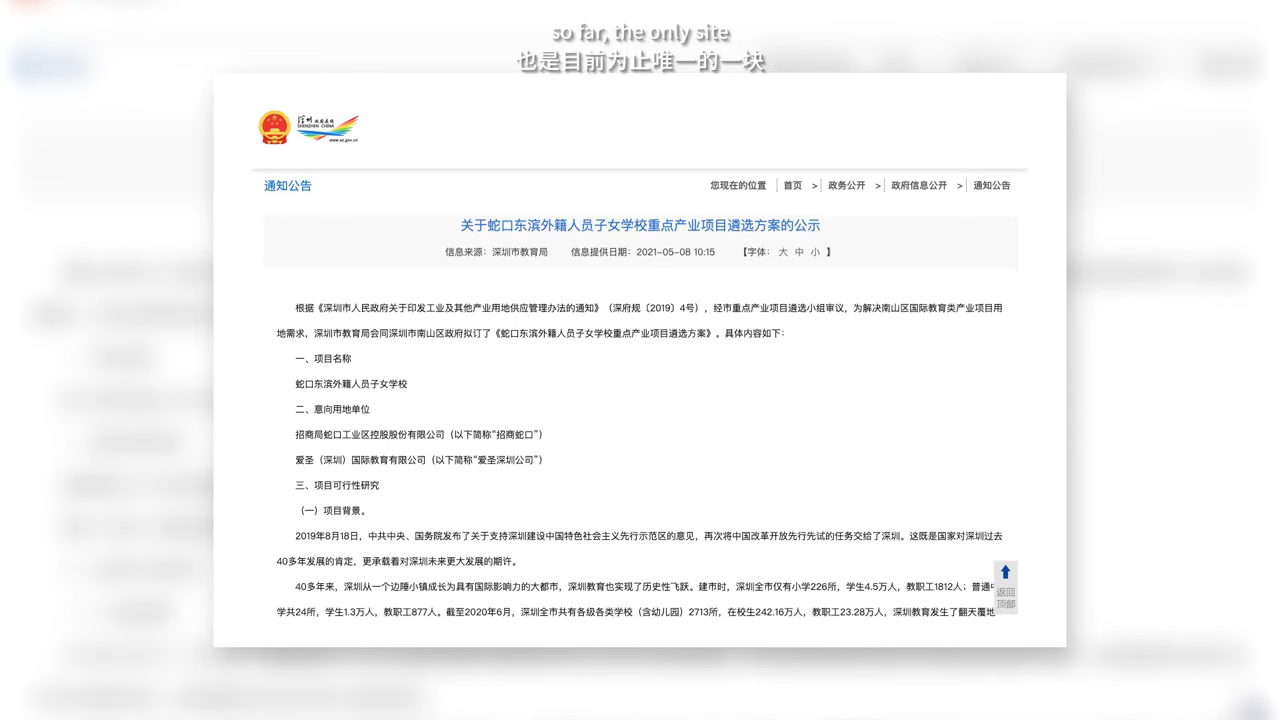 so far, the only site
也是目前为止唯一的一块
深圳 政府在线
SHENZHEN CHINA
www.sz.gov.cn
通知公告
您现在的位置 首页 > 政务公开 > 政府信息公开 > 通知公告
关于蛇口东滨外籍人员子女学校重点产业项目遴选方案的公示
信息来源：深圳市教育局 信息提供日期：2021-05-08 10:15 【字体： 大 中 小 】
根据《深圳市人民政府关于印发工业及其他产业用地供应管理办法的通知》（深府规〔2019〕4号），经市重点产业项目遴选小组审议，为解决南山区国际教育类产业项目用
地需求，深圳市教育局会同深圳市南山区政府拟订了《蛇口东滨外籍人员子女学校重点产业项目遴选方案》。具体内容如下：
一、项目名称
蛇口东滨外籍人员子女学校
二、意向用地单位
招商局蛇口工业区控股股份有限公司（以下简称“招商蛇口”）
爱圣（深圳）国际教育有限公司（以下简称“爱圣深圳公司”）
三、项目可行性研究
（一）项目背景。
2019年8月18日，中共中央、国务院发布了关于支持深圳建设中国特色社会主义先行示范区的意见，再次将中国改革开放先行先试的任务交给了深圳。这既是国家对深圳过去
40多年发展的肯定，更承载着对深圳未来更大发展的期许。
40多年来，深圳从一个边陲小镇成长为具有国际影响力的大都市，深圳教育也实现了历史性飞跃。建市时，深圳全市仅有小学226所，学生4.5万人，教职工1812人；普通中
学共24所，学生1.3万人，教职工877人。截至2020年6月，深圳全市共有各级各类学校（含幼儿园）2713所，在校生242.16万人，教职工23.28万人，深圳教育发生了翻天覆地
返回
顶部